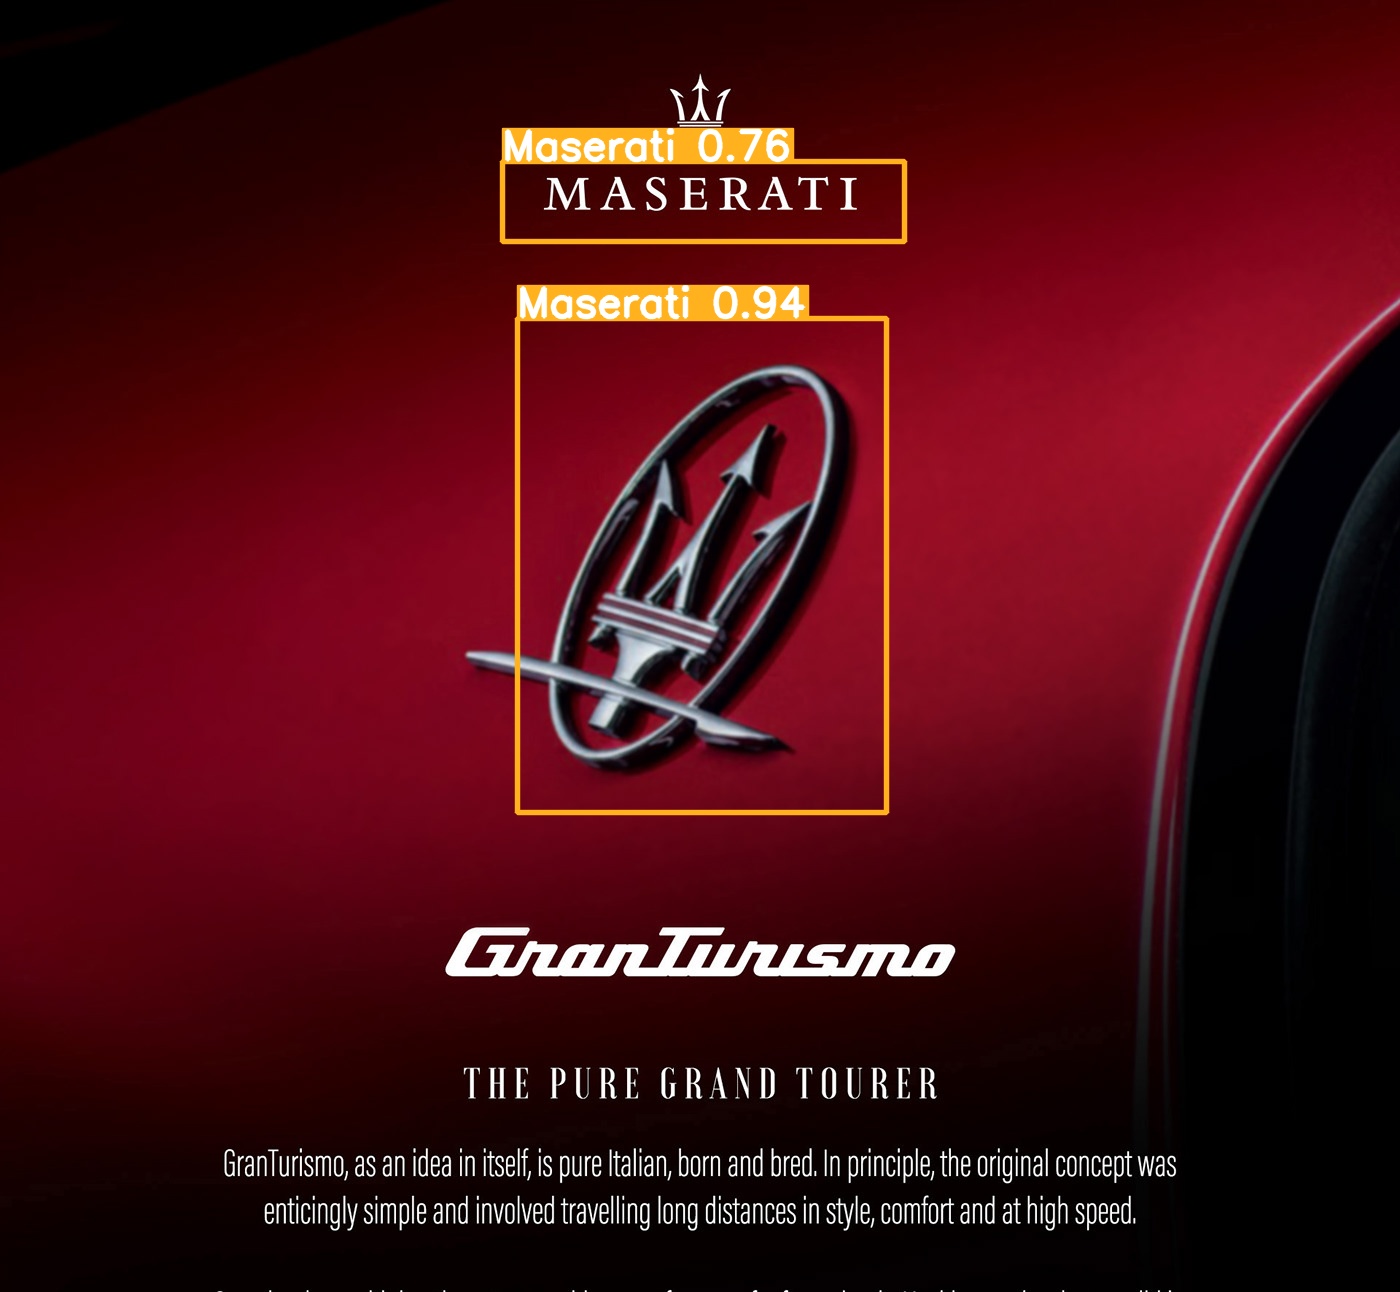 Maserati 0.76
MASERATI
Maserati 0.94
GranTurismo
THE PURE GRAND TOURER
GranTurismo, as an idea in itself, is pure Italian, born and bred. In principle, the original concept was
enticingly simple and involved travelling long distances in style, comfort and at high speed.